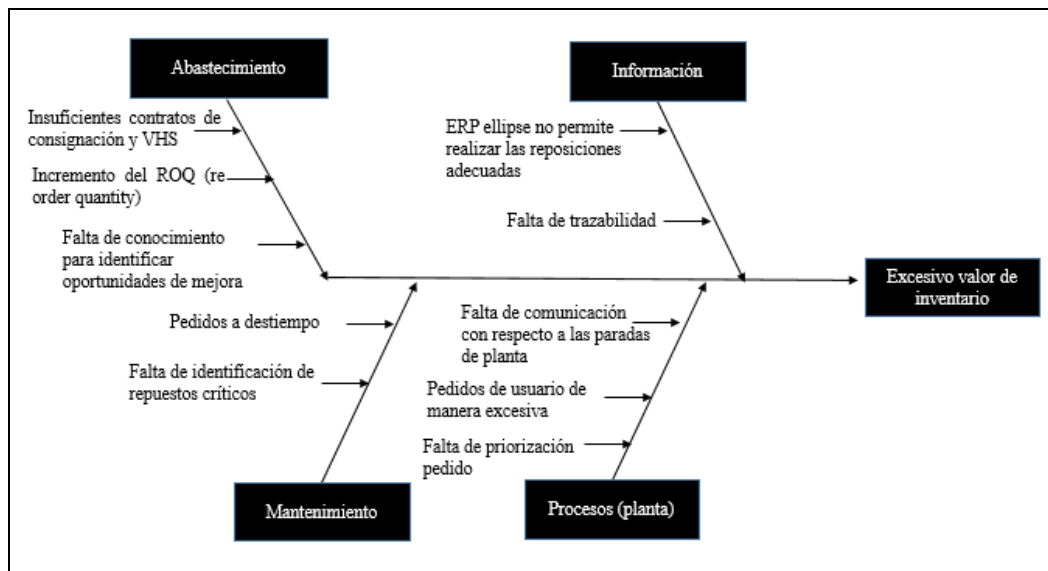 Abastecimiento
Información
Insuficientes contratos de
consignación y VHS
Incremento del ROQ (re
order quantity)
Falta de conocimiento
para identificar
oportunidades de mejora
ERP ellipse no permite
realizar las reposiciones
adecuadas
Falta de trazabilidad
Excesivo valor de
inventario
Pedidos a destiempo
Falta de identificación de
repuestos críticos
Falta de comunicación
con respecto a las paradas
de planta
Pedidos de usuario de
manera excesiva
Falta de priorización
pedido
Mantenimiento
Procesos (planta)